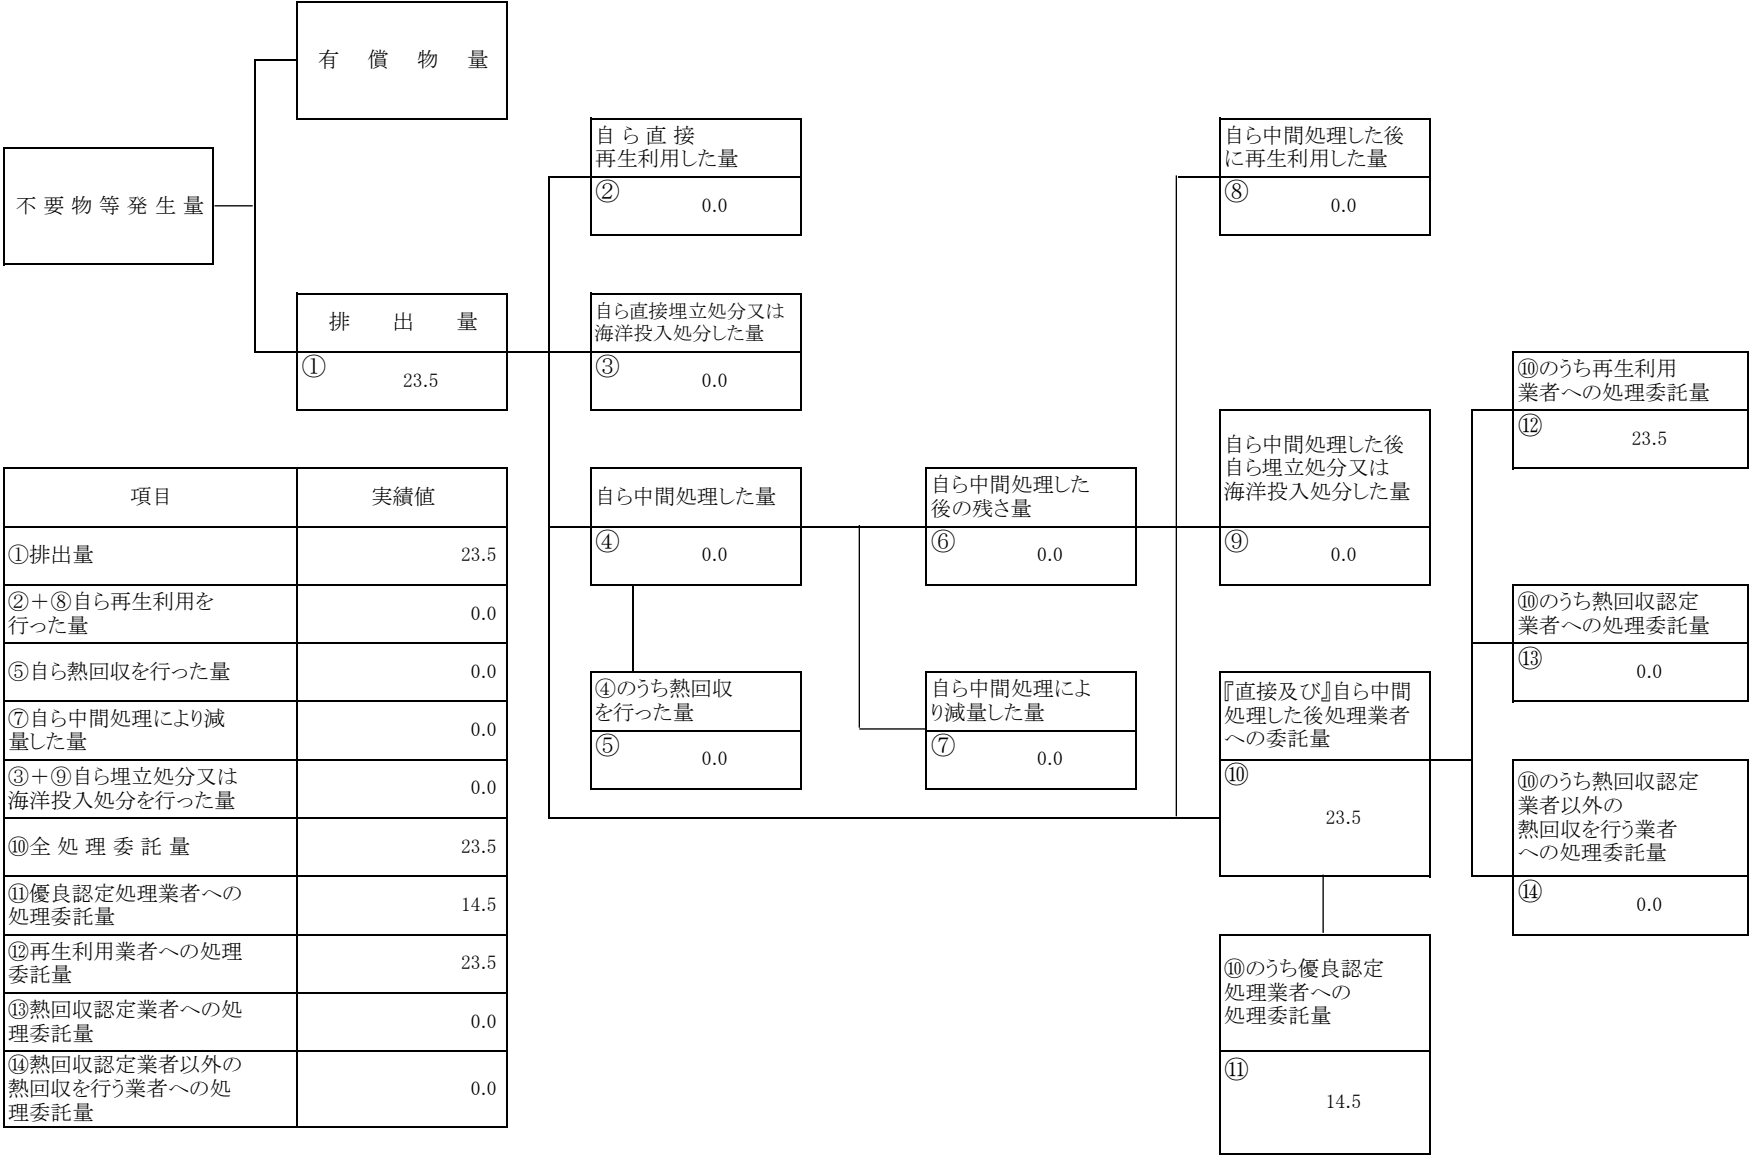 有償物量
不要物等発生量
排出量
①
23.5
自ら直接
再生利用した量
②
0.0
自ら直接埋立処分又は
海洋投入処分した量
③
0.0
自ら中間処理した量
④
0.0
④のうち熱回収
を行った量
⑤
0.0
自ら中間処理した
後の残さ量
⑥
0.0
自ら中間処理によ
り減量した量
⑦
0.0
自ら中間処理した後
に再生利用した量
⑧
0.0
自ら中間処理した後
自ら埋立処分又は
海洋投入処分した量
⑨
0.0
『直接及び』自ら中間
処理した後処理業者
への委託量
⑩
23.5
⑩のうち優良認定
処理業者への
処理委託量
⑪
14.5
⑩のうち再生利用
業者への処理委託量
⑫
23.5
⑩のうち熱回収認定
業者への処理委託量
⑬
0.0
⑩のうち熱回収認定
業者以外の
熱回収を行う業者
への処理委託量
⑭
0.0
項目 実績値
①排出量 23.5
②＋⑧自ら再生利用を
行った量 0.0
⑤自ら熱回収を行った量 0.0
⑦自ら中間処理により減
量した量 0.0
③＋⑨自ら埋立処分又は
海洋投入処分を行った量 0.0
⑩全処理委託量 23.5
⑪優良認定処理業者への
処理委託量 14.5
⑫再生利用業者への処理
委託量 23.5
⑬熱回収認定業者への処
理委託量 0.0
⑭熱回収認定業者以外の
熱回収を行う業者への処
理委託量 0.0